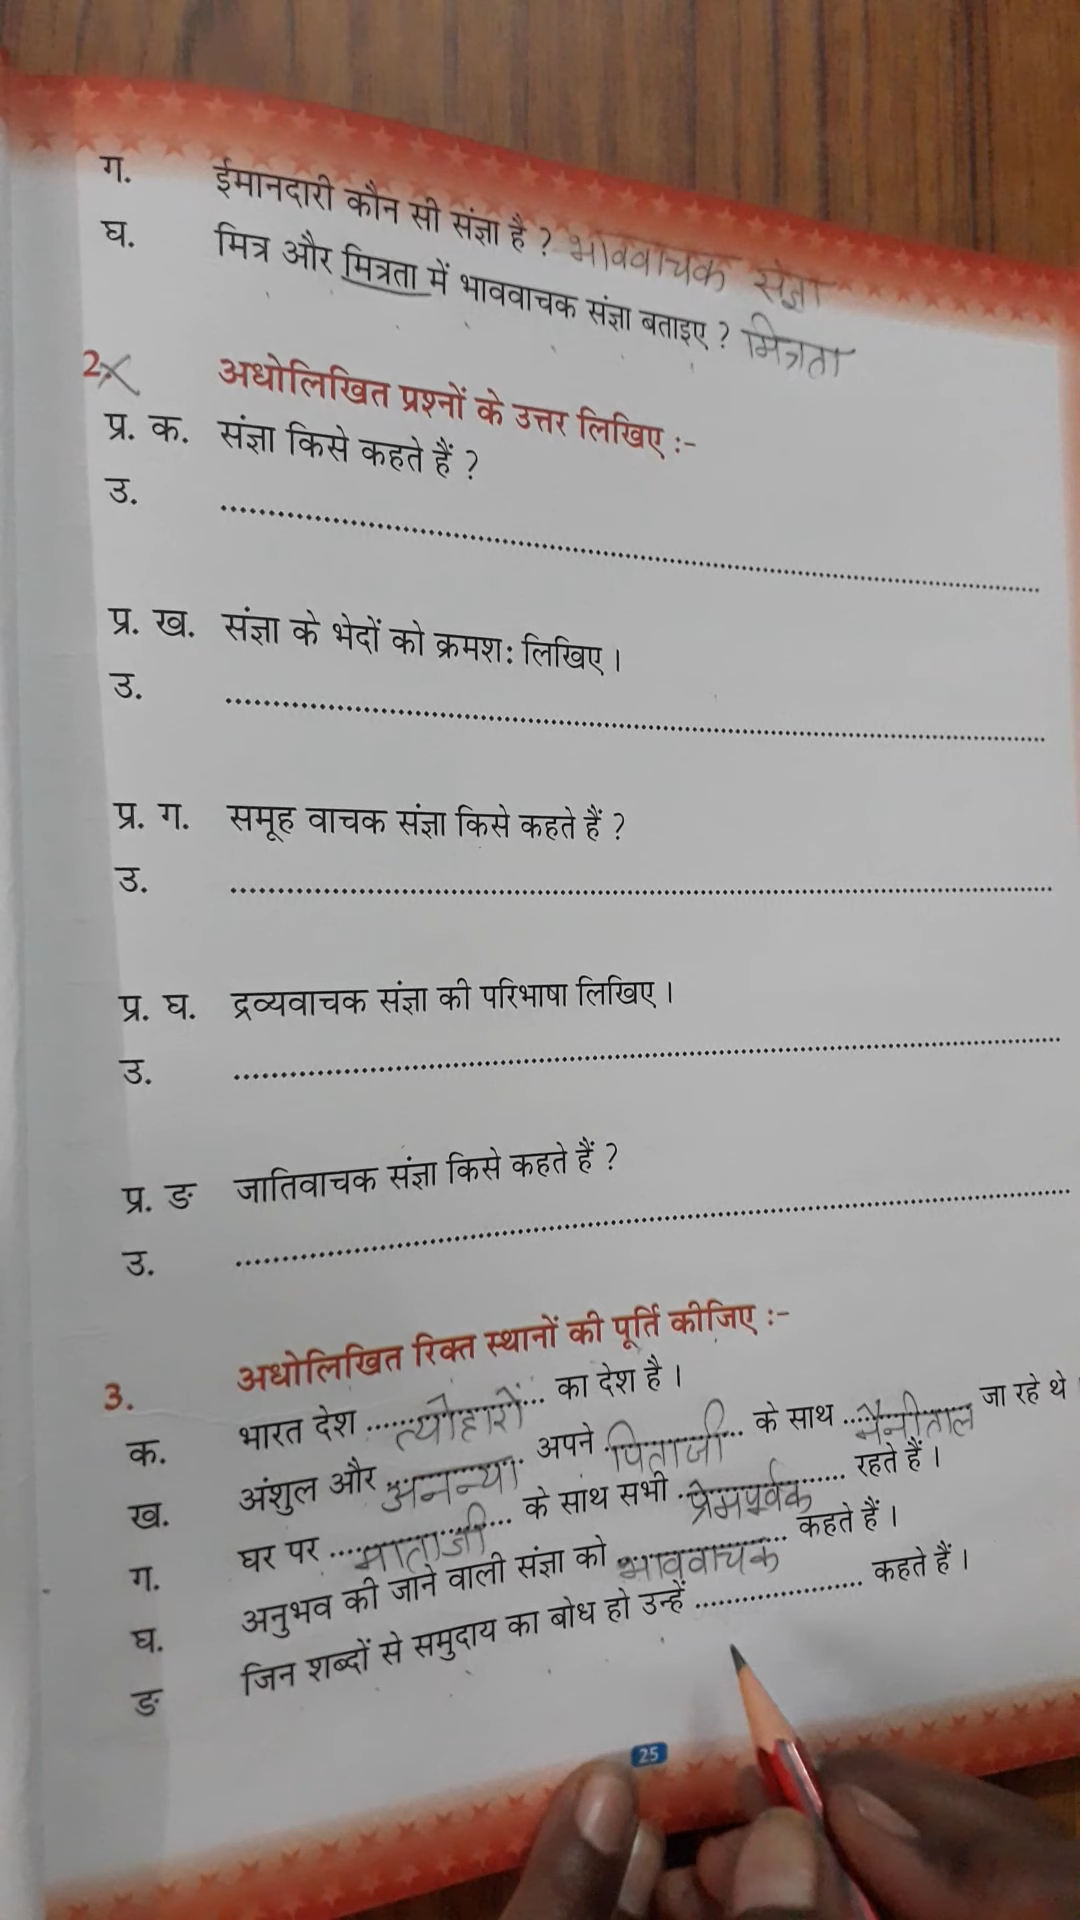 ग. ईमानदारी कौन सी संज्ञा है ? भाववाचक संज्ञा
घ. मित्र और मित्रता में भाववाचक संज्ञा बताइए ? मित्रता
2. अधोलिखित प्रश्नों के उत्तर लिखिए :-
प्र. क. संज्ञा किसे कहते हैं ?
उ. ........................................
प्र. ख. संज्ञा के भेदों को क्रमश: लिखिए।
उ. ........................................
प्र. ग. समूह वाचक संज्ञा किसे कहते हैं ?
उ. ........................................
प्र. घ. द्रव्यवाचक संज्ञा की परिभाषा लिखिए।
उ. ........................................
प्र. ङ जातिवाचक संज्ञा किसे कहते हैं ?
उ. ........................................
3. अधोलिखित रिक्त स्थानों की पूर्ति कीजिए :-
क. भारत देश ......त्योहारों... का देश है।
ख. अंशुल और अनन्या. अपने .पिताजी.. के साथ ...नैनीताल जा रहे थे
ग. घर पर ....माताजी.... के साथ सभी .प्रेमपूर्वक... रहते हैं।
घ. अनुभव की जाने वाली संज्ञा को भाववाचक कहते हैं।
ङ जिन शब्दों से समुदाय का बोध हो उन्हें ..................... कहते हैं।
25